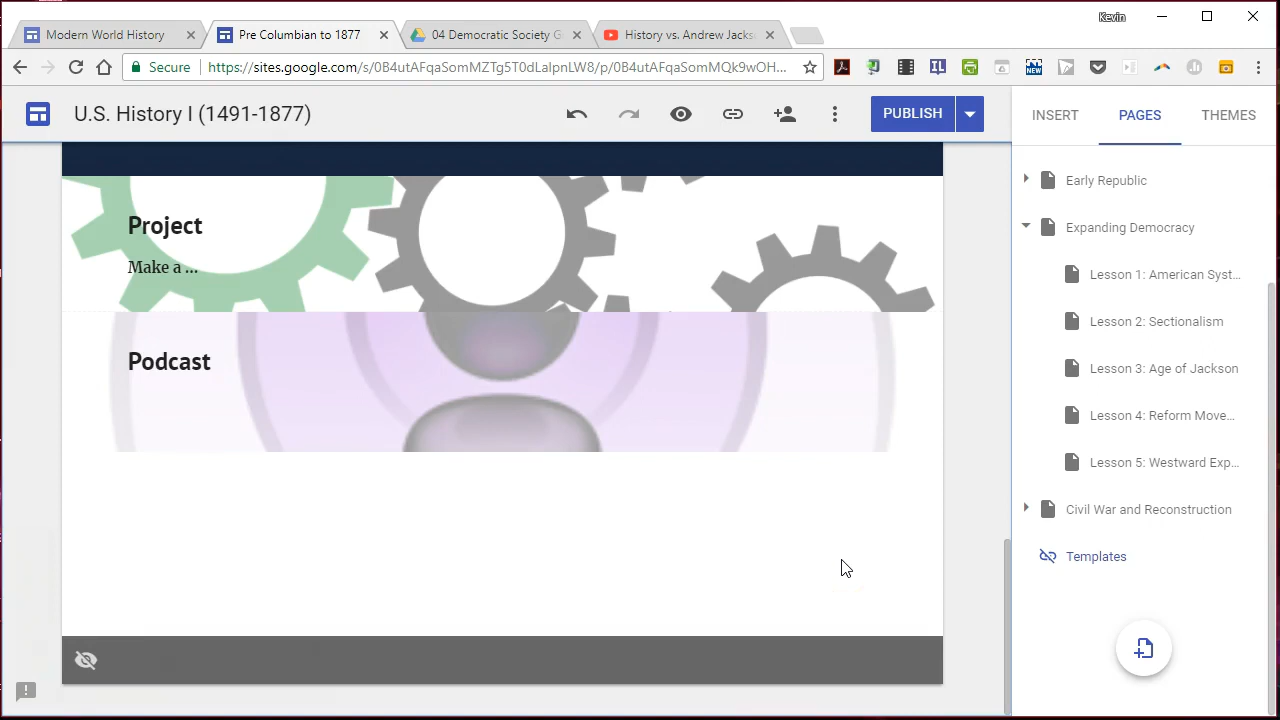 Kevin
Modern World History
Pre Columbian to 1877
04 Democratic Society G
History vs. Andrew Jacks
Secure
https://sites.google.com/s/0B4utAFqaSomMZTg5T0dLalpnLW8/p/0B4utAFqaSomMQk9wOH...
NEW
U.S. History I (1491-1877)
PUBLISH
INSERT
PAGES
THEMES
Project
Make a ...
Podcast
Early Republic
Expanding Democracy
Lesson 1: American Syst...
Lesson 2: Sectionalism
Lesson 3: Age of Jackson
Lesson 4: Reform Move...
Lesson 5: Westward Exp...
Civil War and Reconstruction
Templates